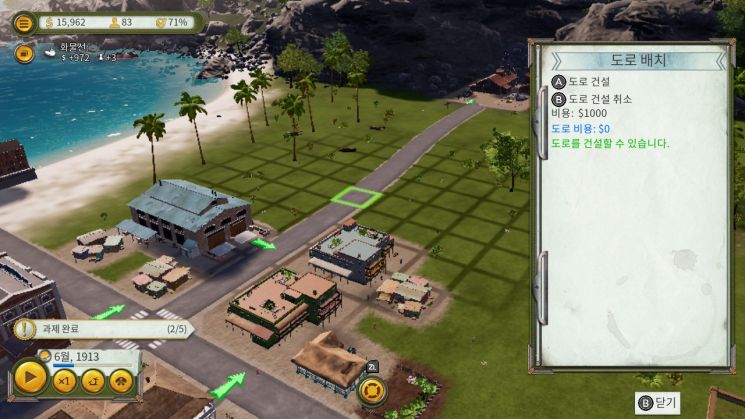 $ 15,962 83 71%
화물선
$ +972 +3
도로 배치
A 도로 건설
B 도로 건설 취소
비용: $1000
도로 비용: $0
도로를 건설할 수 있습니다.
과제 완료 (2/5)
6월, 1913
x1
ZL
B 닫기